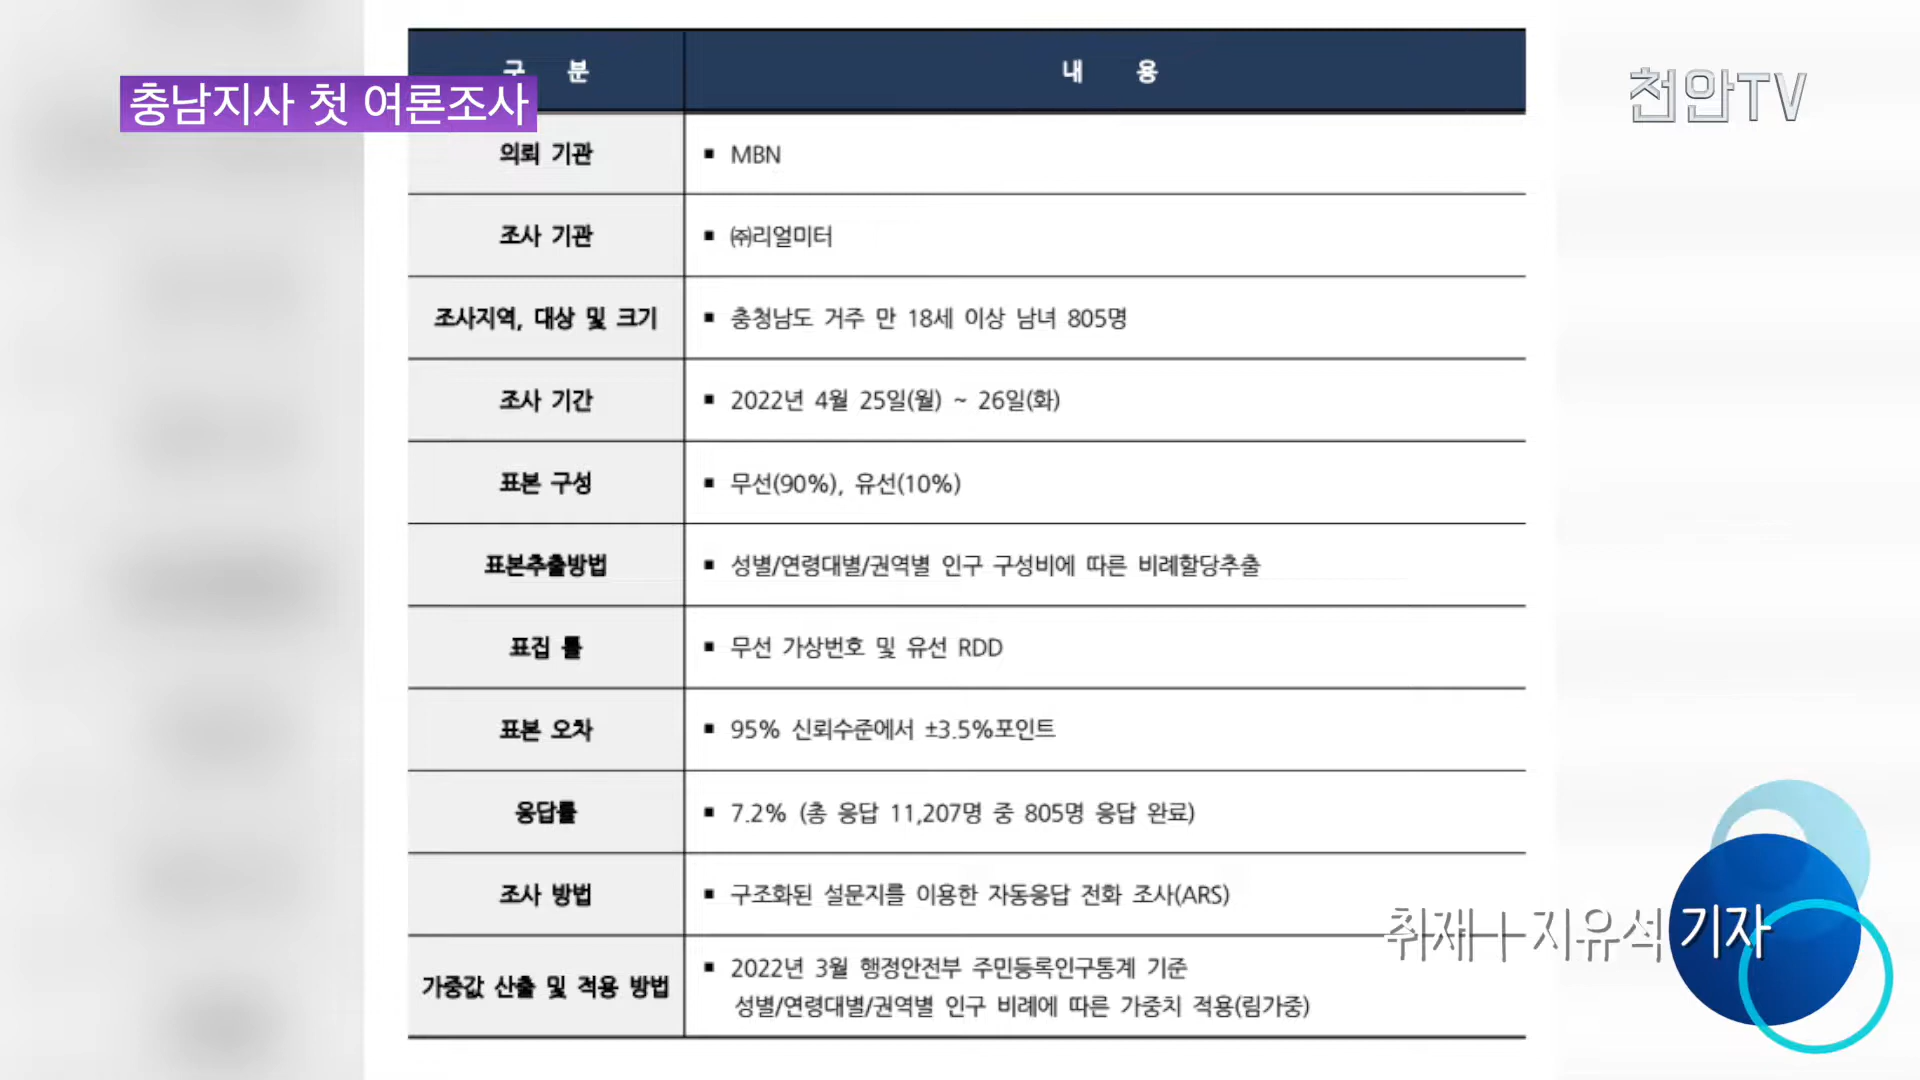 구 분 내 용
충남지사 첫 여론조사
천안TV
의뢰 기관 ▪ MBN
조사 기관 ▪ ㈜리얼미터
조사지역, 대상 및 크기 ▪ 충청남도 거주 만 18세 이상 남녀 805명
조사 기간 ▪ 2022년 4월 25일(월) ~ 26일(화)
표본 구성 ▪ 무선(90%), 유선(10%)
표본추출방법 ▪ 성별/연령대별/권역별 인구 구성비에 따른 비례할당추출
표집 틀 ▪ 무선 가상번호 및 유선 RDD
표본 오차 ▪ 95% 신뢰수준에서 ±3.5%포인트
응답률 ▪ 7.2% (총 응답 11,207명 중 805명 응답 완료)
조사 방법 ▪ 구조화된 설문지를 이용한 자동응답 전화 조사(ARS)
가중값 산출 및 적용 방법 ▪ 2022년 3월 행정안전부 주민등록인구통계 기준
성별/연령대별/권역별 인구 비례에 따른 가중치 적용(림가중)
취재ㅣ지유석 기자